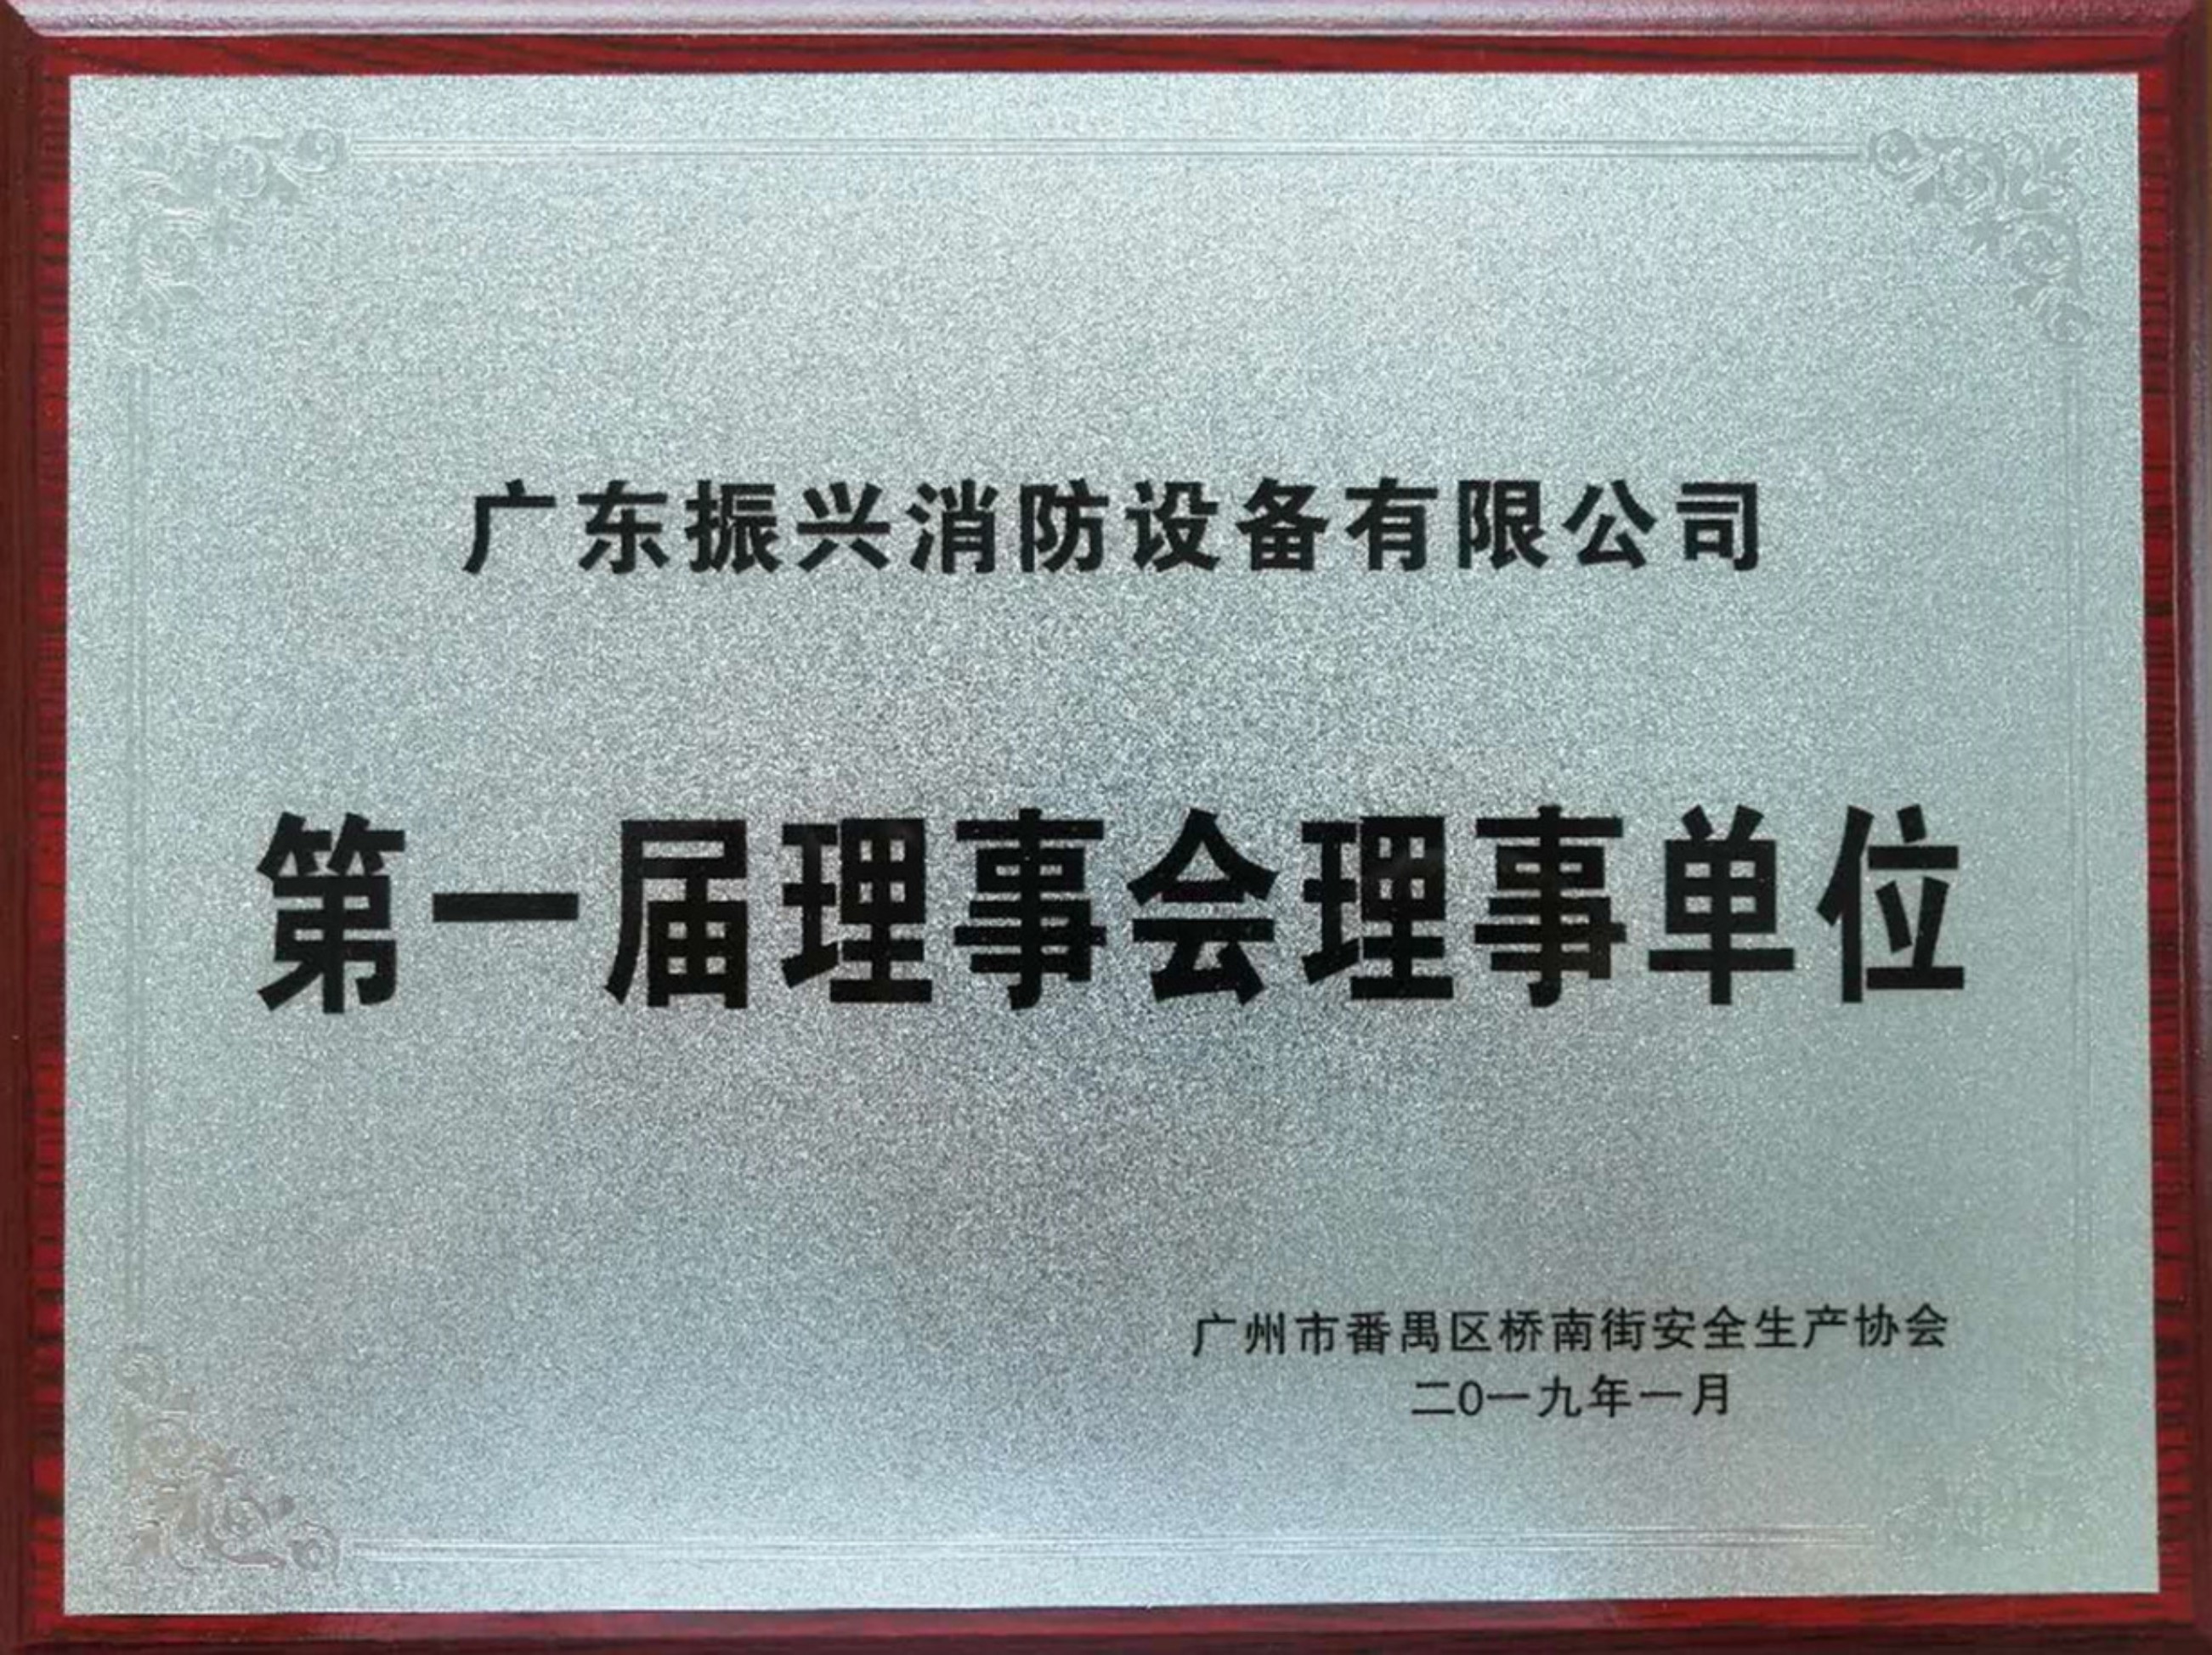 广东振兴消防设备有限公司
第一届理事会理事单位
广州市番禺区桥南街安全生产协会
二0一九年一月